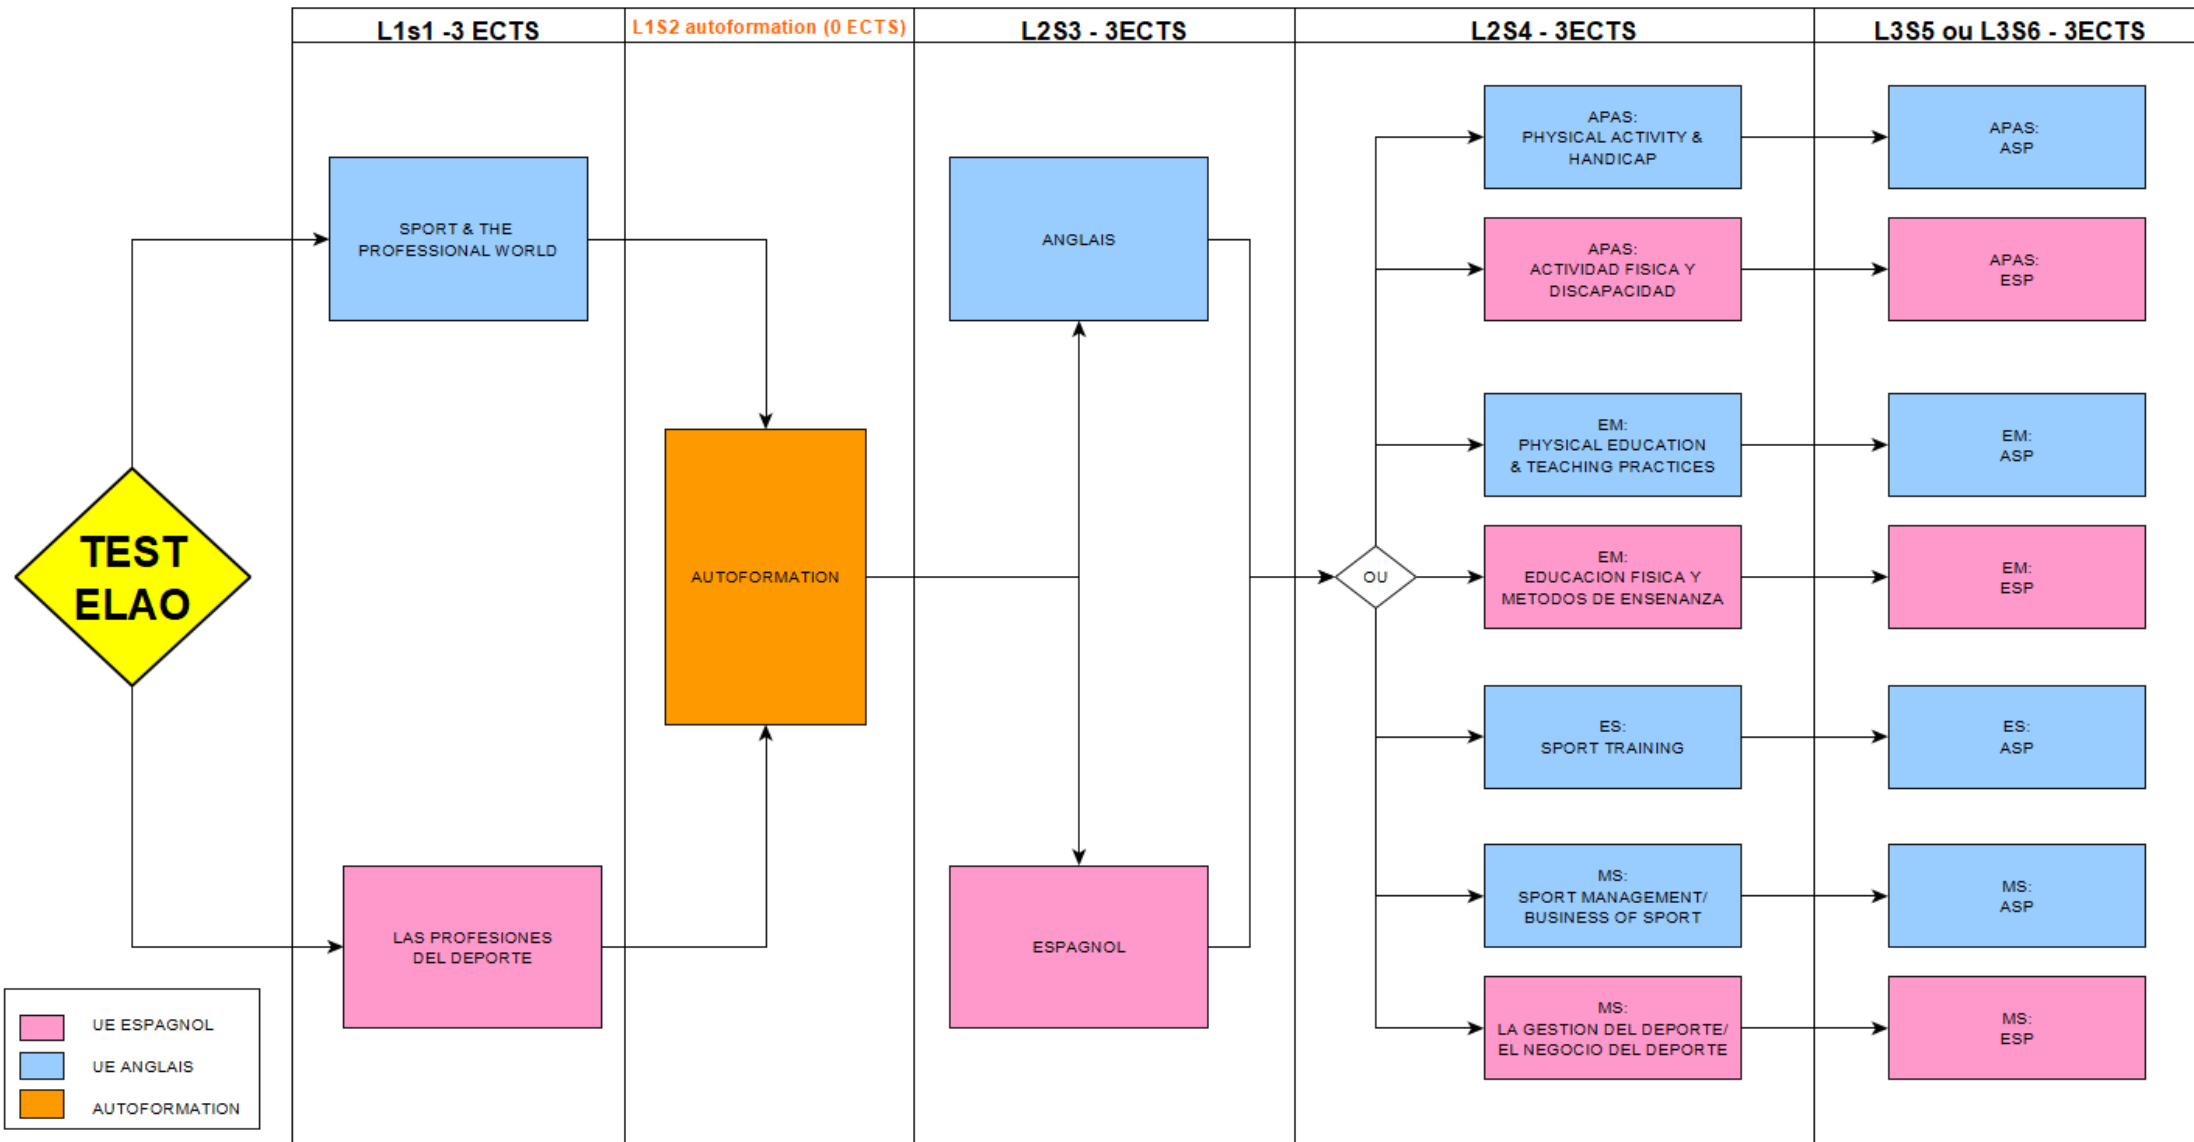 L1s1 -3 ECTS
L1S2 autoformation (0 ECTS)
L2S3 - 3ECTS
L2S4 - 3ECTS
L3S5 ou L3S6 - 3ECTS
TEST
ELAO
SPORT & THE
PROFESSIONAL WORLD
LAS PROFESIONES
DEL DEPORTE
AUTOFORMATION
ANGLAIS
ESPAGNOL
OU
APAS:
PHYSICAL ACTIVITY &
HANDICAP
APAS:
ASP
APAS:
ACTIVIDAD FISICA Y
DISCAPACIDAD
APAS:
ESP
EM:
PHYSICAL EDUCATION
& TEACHING PRACTICES
EM:
ASP
EM:
EDUCACION FISICA Y
METODOS DE ENSENANZA
EM:
ESP
ES:
SPORT TRAINING
ES:
ASP
MS:
SPORT MANAGEMENT/
BUSINESS OF SPORT
MS:
ASP
MS:
LA GESTION DEL DEPORTE/
EL NEGOCIO DEL DEPORTE
MS:
ESP
UE ESPAGNOL
UE ANGLAIS
AUTOFORMATION